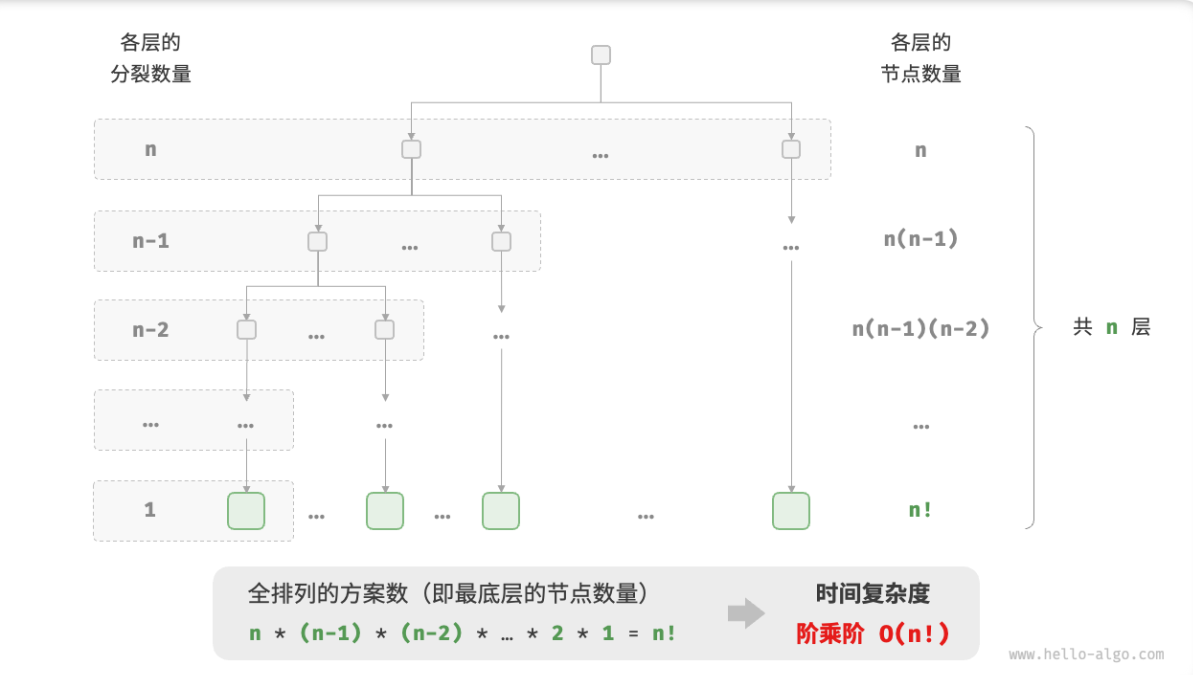 各层的
分裂数量
各层的
节点数量
n
…
n
n-1
…
…
n(n-1)
n-2
…
…
n(n-1)(n-2)
共 n 层
…
…
…
…
1
…
…
…
n!
全排列的方案数（即最底层的节点数量）
n * (n-1) * (n-2) * … * 2 * 1 = n!
时间复杂度
阶乘阶 O(n!)
www.hello-algo.com